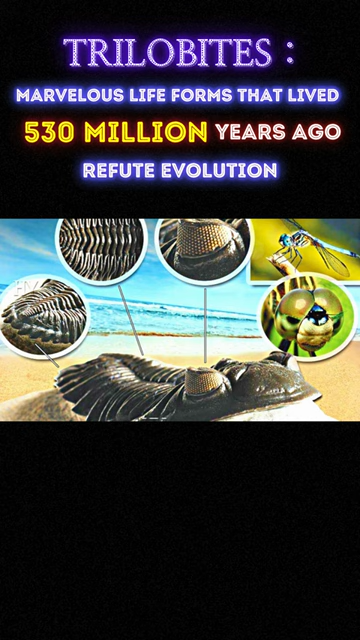 TRILOBITES :
MARVELOUS LIFE FORMS THAT LIVED
530 MILLION YEARS AGO
REFUTE EVOLUTION